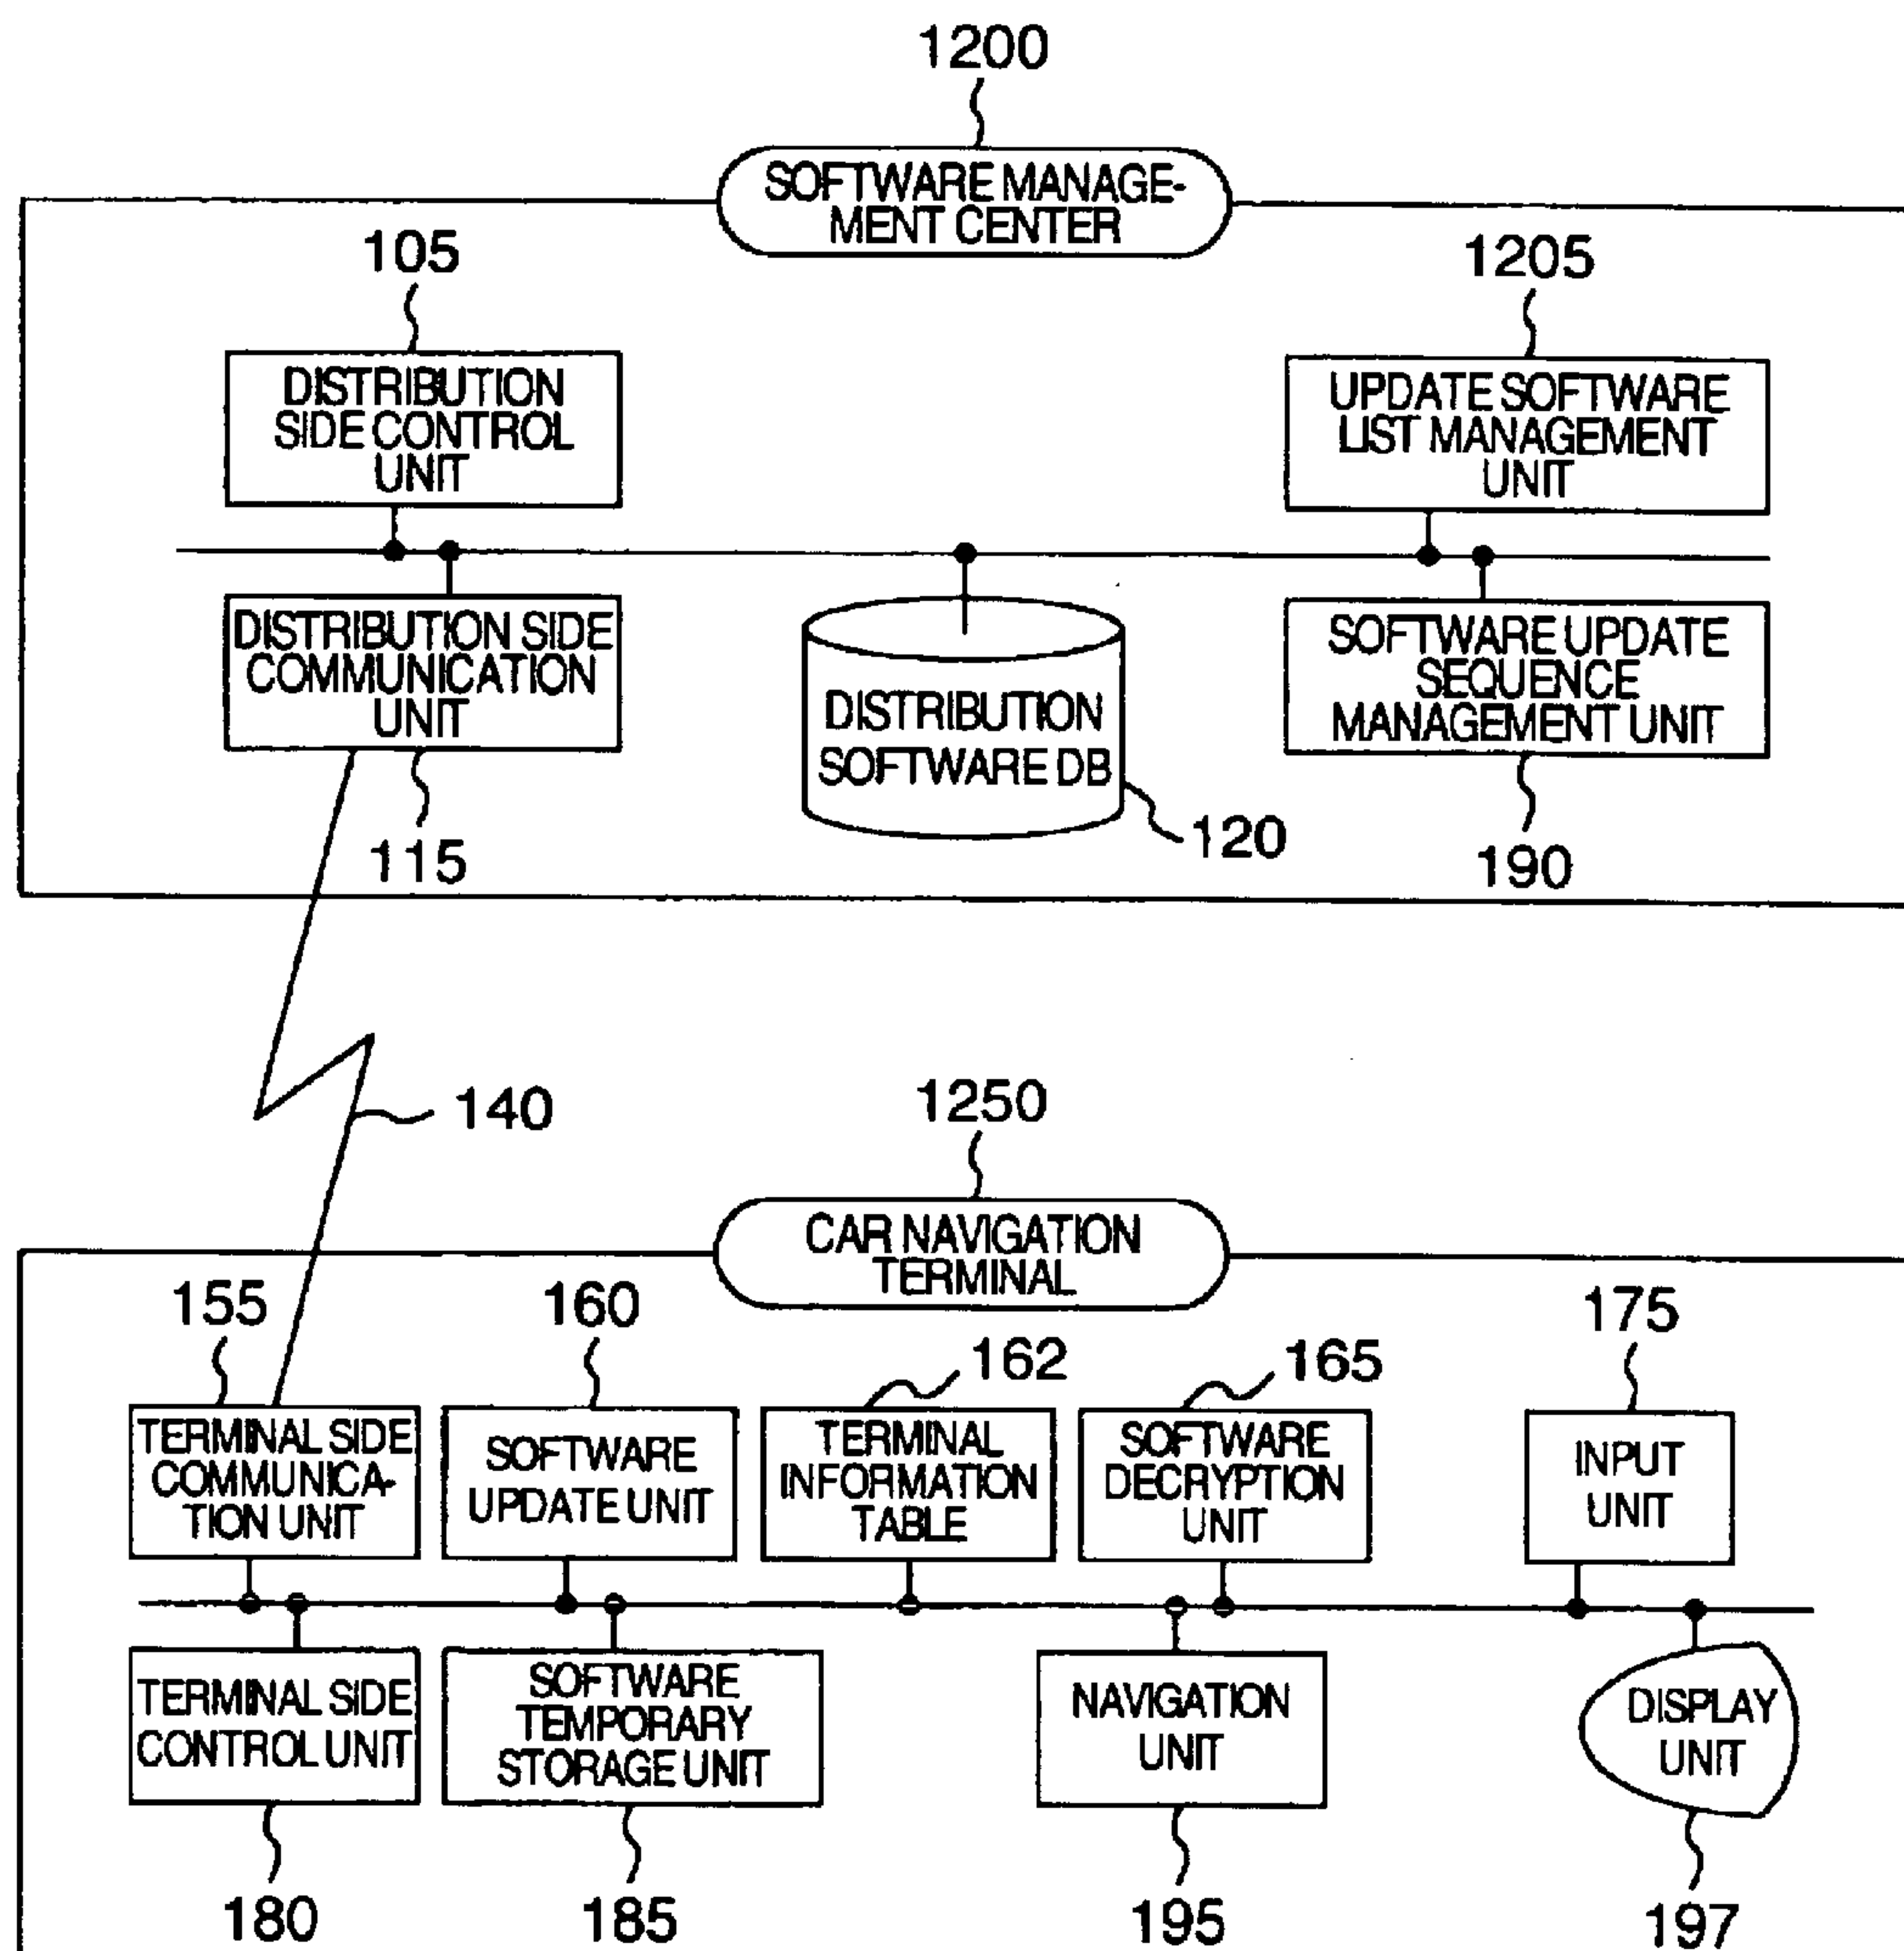 1200
SOFTWARE MANAGE-
MENT CENTER
105
1205
DISTRIBUTION
SIDE CONTROL
UNIT
UPDATE SOFTWARE
LIST MANAGEMENT
UNIT
DISTRIBUTION SIDE
COMMUNICATION
UNIT
DISTRIBUTION
SOFTWARE DB
SOFTWARE UPDATE
SEQUENCE
MANAGEMENT UNIT
115
120
190
140
1250
CAR NAVIGATION
TERMINAL
155
160
162
165
175
TERMINAL SIDE
COMMUNICA-
TION UNIT
SOFTWARE
UPDATE UNIT
TERMINAL
INFORMATION
TABLE
SOFTWARE
DECRYPTION
UNIT
INPUT
UNIT
TERMINAL SIDE
CONTROL UNIT
SOFTWARE
TEMPORARY
STORAGE UNIT
NAVIGATION
UNIT
DISPLAY
UNIT
180
185
195
197